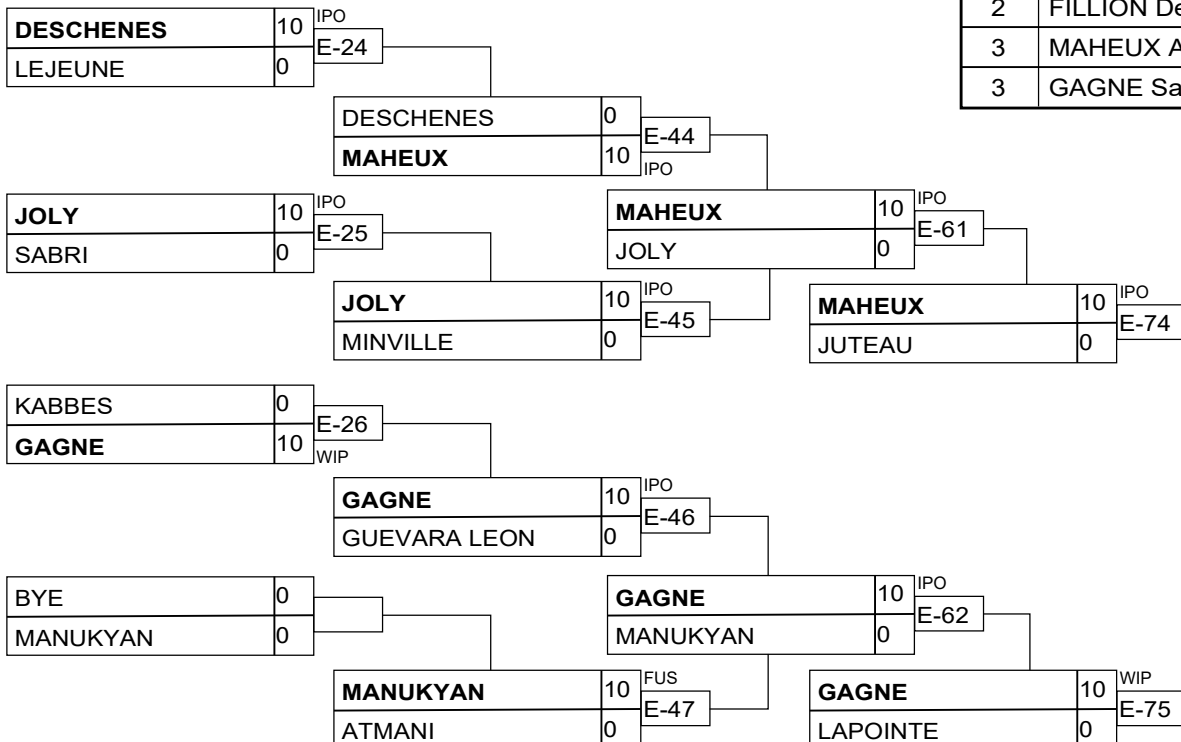 2 FILLION De
3 MAHEUX A
3 GAGNE Sa
DESCHENES 10 IPO
LEJEUNE 0
E-24
DESCHENES 0
MAHEUX 10 IPO
E-44
JOLY 10 IPO
SABRI 0
E-25
MAHEUX 10 IPO
JOLY 0
E-61
JOLY 10 IPO
MINVILLE 0
E-45
MAHEUX 10 IPO
JUTEAU 0
E-74
KABBES 0
GAGNE 10 WIP
E-26
GAGNE 10 IPO
GUEVARA LEON 0
E-46
BYE 0
MANUKYAN 0
GAGNE 10 IPO
MANUKYAN 0
E-62
MANUKYAN 10 FUS
ATMANI 0
E-47
GAGNE 10 WIP
LAPOINTE 0
E-75